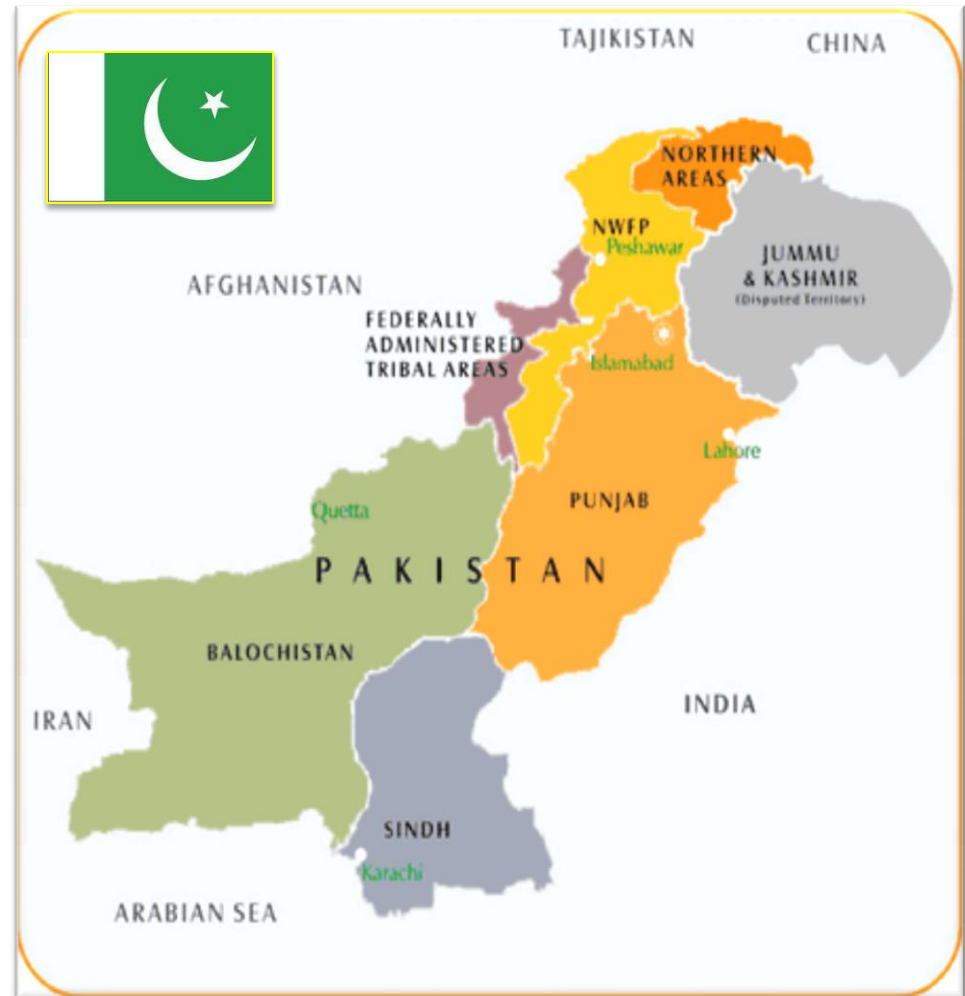 TAJIKISTAN
CHINA
NORTHERN
AREAS
NWFP
Peshawar
JUMMU
& KASHMIR
(Disputed Territory)
AFGHANISTAN
FEDERALLY
ADMINISTERED
TRIBAL AREAS
Islamabad
Lahore
PUNJAB
Quetta
PAKISTAN
BALOCHISTAN
INDIA
IRAN
SINDH
Karachi
ARABIAN SEA